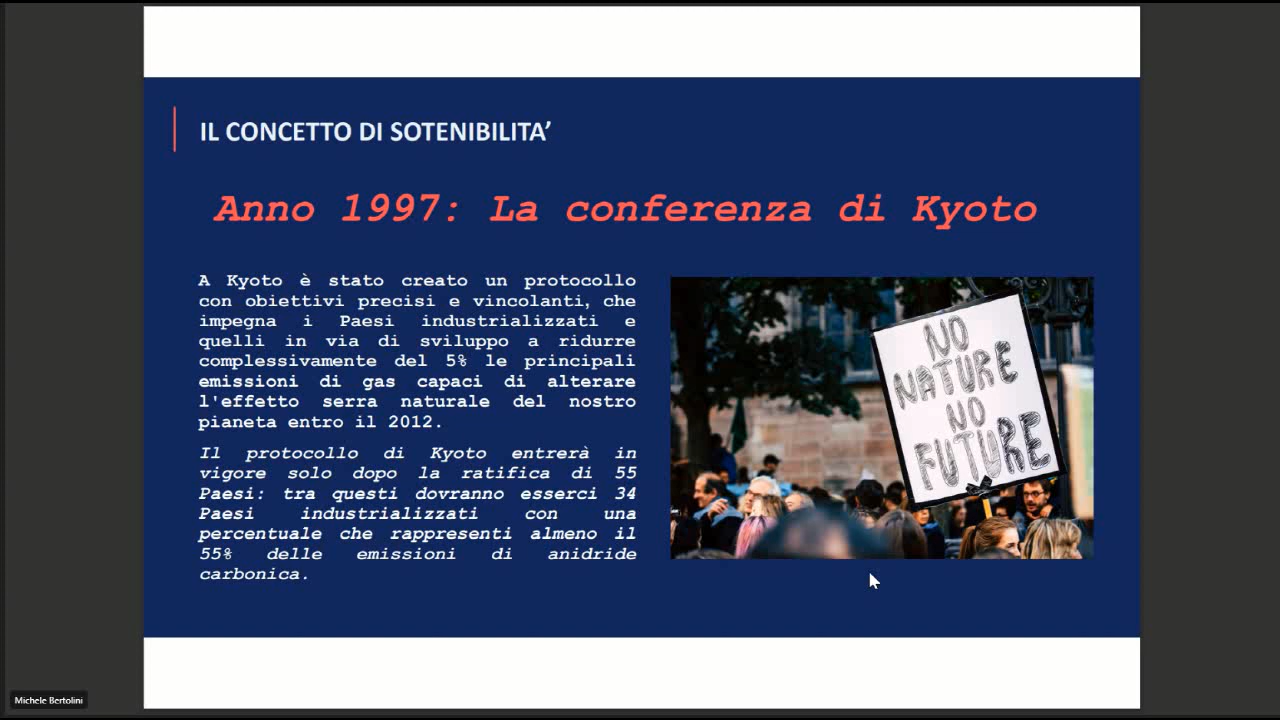 IL CONCETTO DI SOTENIBILITA’
Anno 1997: La conferenza di Kyoto
A Kyoto è stato creato un protocollo
con obiettivi precisi e vincolanti, che
impegna i Paesi industrializzati e
quelli in via di sviluppo a ridurre
complessivamente del 5% le principali
emissioni di gas capaci di alterare
l'effetto serra naturale del nostro
pianeta entro il 2012.
Il protocollo di Kyoto entrerà in
vigore solo dopo la ratifica di 55
Paesi: tra questi dovranno esserci 34
Paesi industrializzati con una
percentuale che rappresenti almeno il
55% delle emissioni di anidride
carbonica.
NO
NATURE
NO
FUTURE
Michele Bertolini